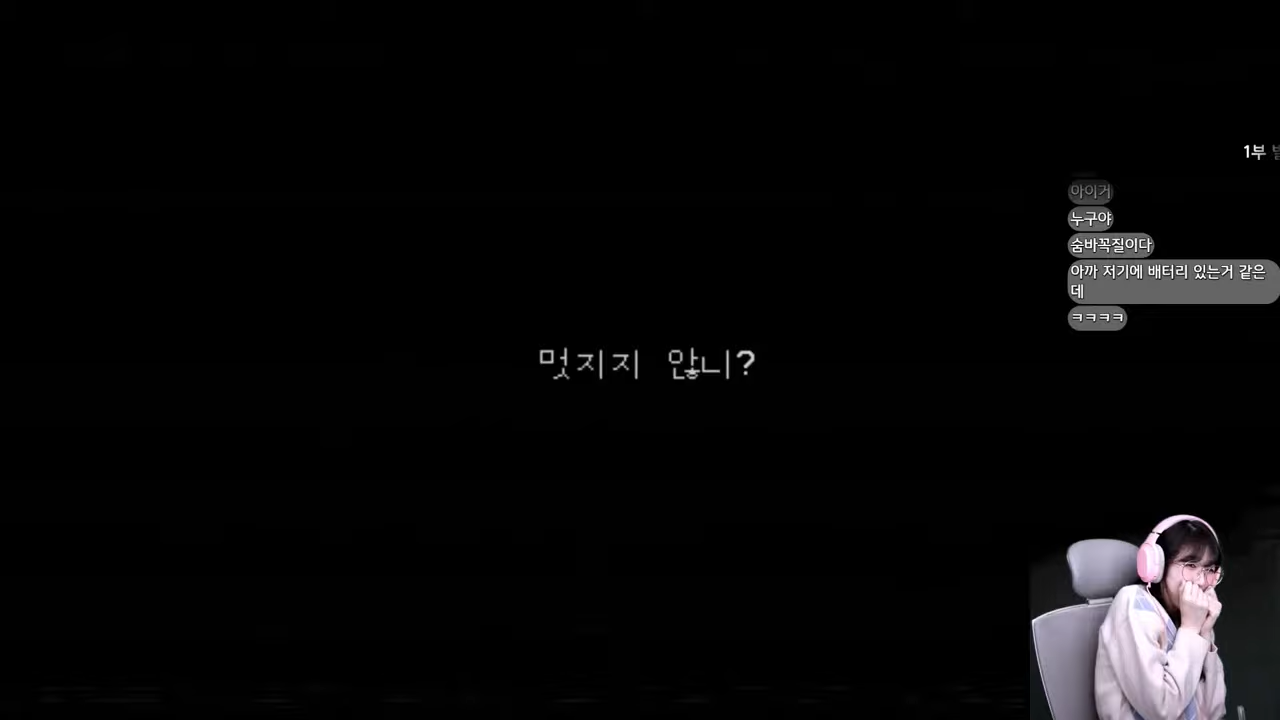 1부
아이거
누구야
숨바꼭질이다
아까 저기에 배터리 있는거 같은
데
ㅋㅋㅋㅋ
멋지지 않니?